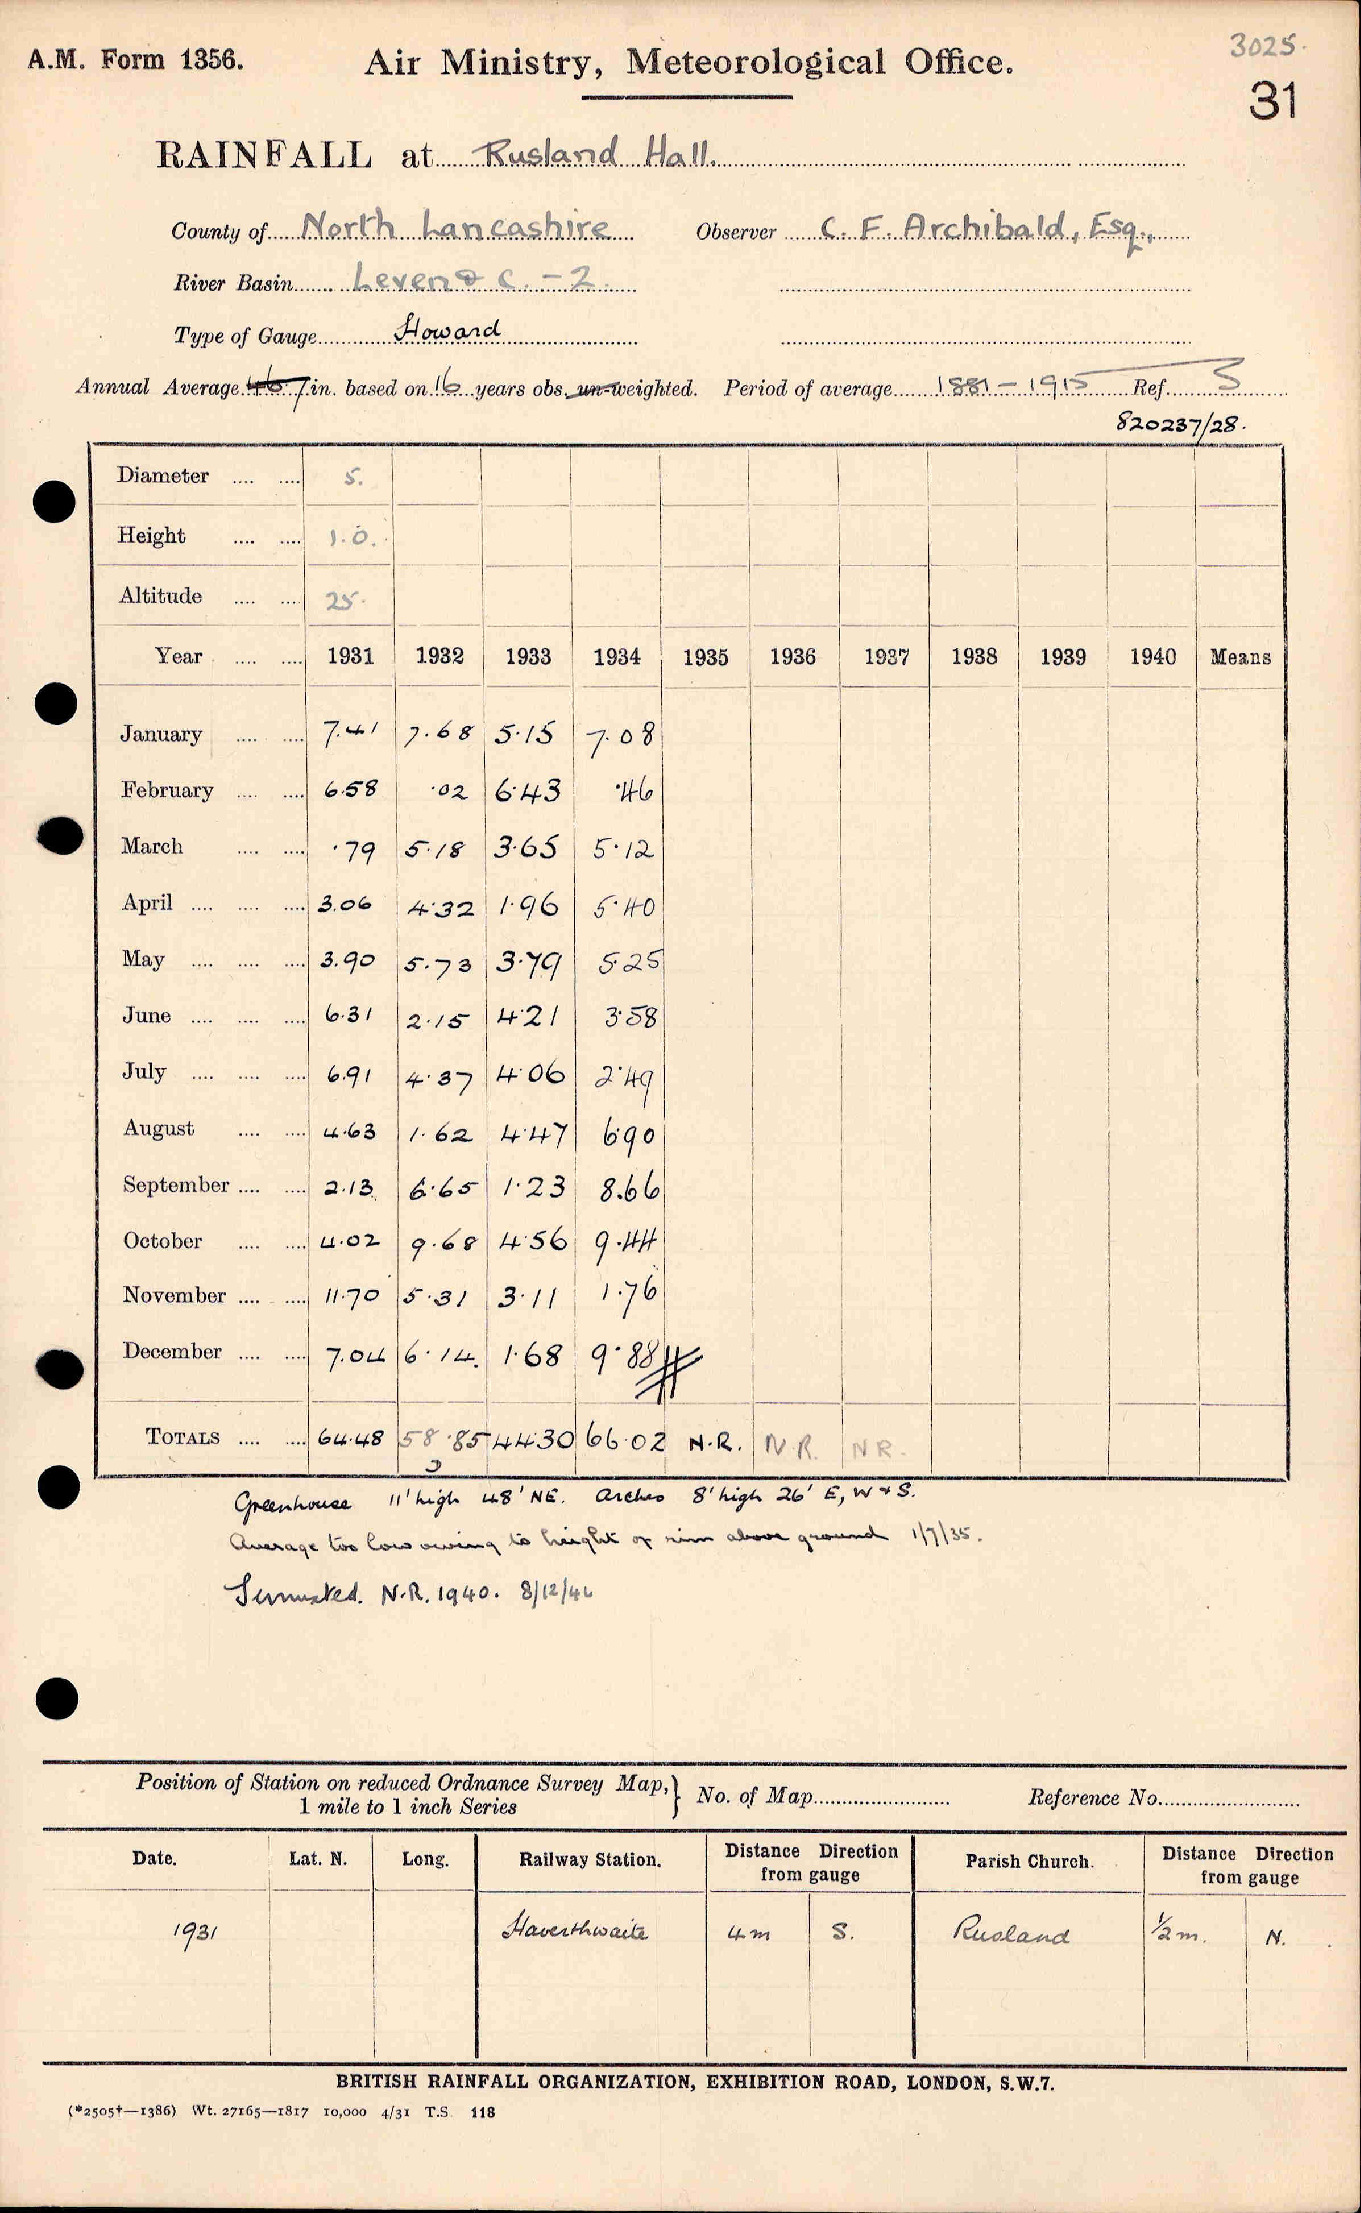 3025.
A.M. Form 1356. Air Ministry, Meteorological Office.
31
RAINFALL at Rusland Hall.
County of North Lancashire Observer C. F. Archibald, Esq.,
River Basin Leven & C. - 2.
Type of Gauge Howard
Annual Average 46.7 in. based on 16 years obs. un-weighted. Period of average 1881-1915 Ref. S
820237/28.
Diameter .... .... 5.
Height .... .... 1.0.
Altitude .... .... 25.
Year .... .... 1931 1932 1933 1934 1935 1936 1937 1938 1939 1940 Means
January .... .... 7.41 7.68 5.15 7.08
February .... .... 6.58 .02 6.43 .46
March .... .... .79 5.18 3.65 5.12
April .... .... .... 3.06 4.32 1.96 5.40
May .... .... .... 3.90 5.73 3.79 5.25
June .... .... .... 6.31 2.15 4.21 3.58
July .... .... .... 6.91 4.37 4.06 2.49
August .... .... 4.63 1.62 4.47 6.90
September .... .... 2.13 6.65 1.23 8.66
October .... .... 4.02 9.68 4.56 9.44
November .... .... 11.70 5.31 3.11 1.76
December .... .... 7.04 6.14. 1.68 9.88
TOTALS .... .... 64.48 58.85 44.30 66.02 N.R. N.R. N R.
Greenhouse 11' high 48' NE. Arches 8' high 26' E, W & S.
Average too low owing to height of rim above ground 1/7/35.
N.R. 1940. 8/12/46
Position of Station on reduced Ordnance Survey Map,} No. of Map Reference No.
1 mile to 1 inch Series
Date. Lat. N. Long. Railway Station. Distance Direction from gauge Parish Church. Distance Direction from gauge
1931 Haverthwaite 4m S. Rusland ½ m. N.
BRITISH RAINFALL ORGANIZATION, EXHIBITION ROAD, LONDON, S.W.7.
(*2505†—1386) Wt. 27165—1817 10,000 4/31 T.S. 118